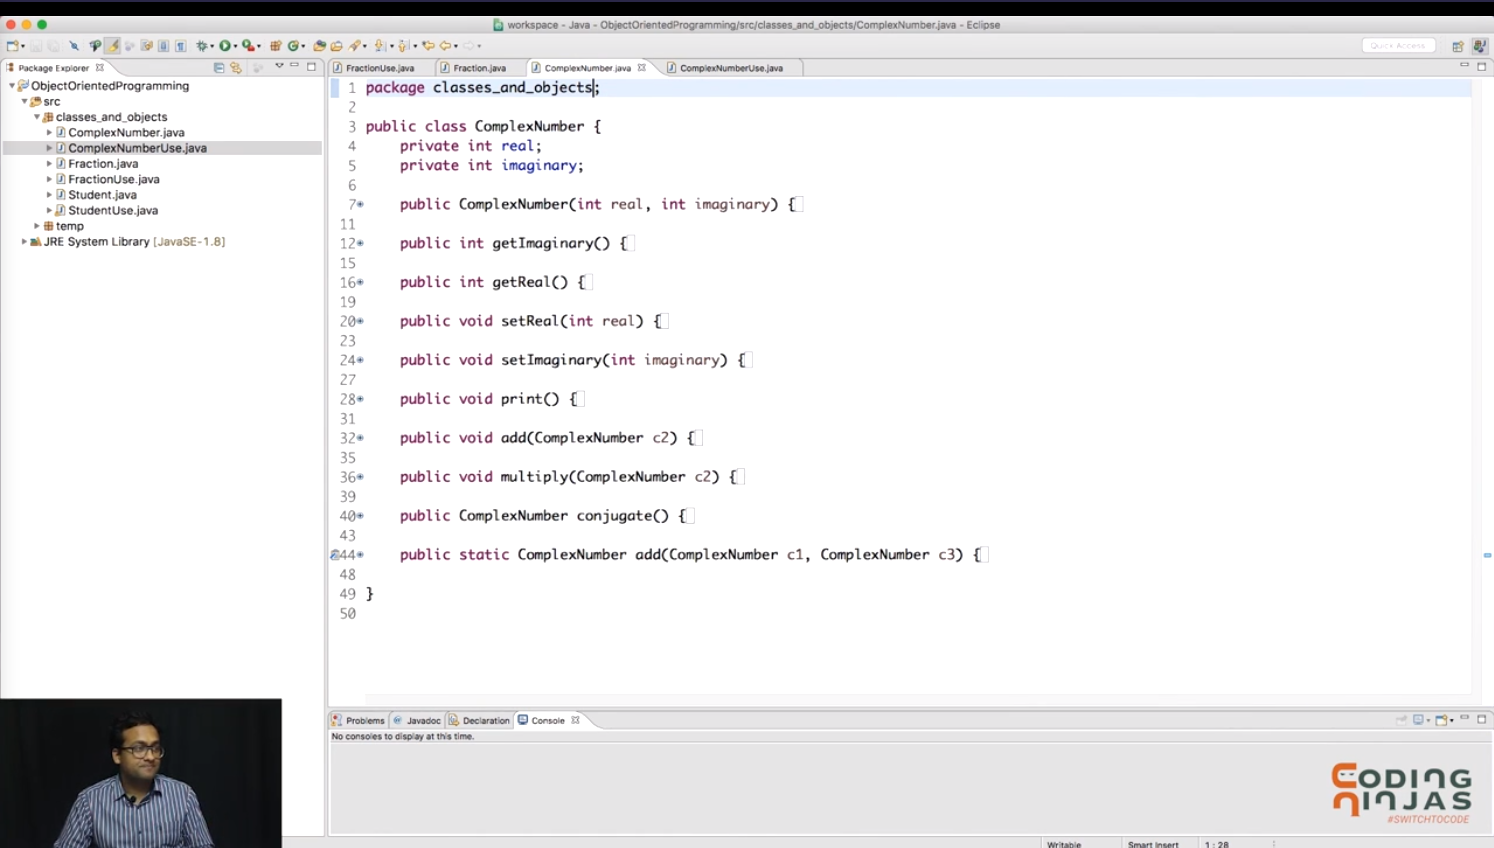 workspace - Java - ObjectOrientedProgramming/src/classes_and_objects/ComplexNumber.java - Eclipse
Quick Access
Package Explorer
FractionUse.java Fraction.java ComplexNumber.java ComplexNumberUse.java
ObjectOrientedProgramming
src
classes_and_objects
ComplexNumber.java
ComplexNumberUse.java
Fraction.java
FractionUse.java
Student.java
StudentUse.java
temp
JRE System Library [JavaSE-1.8]
1 package classes_and_objects;
2
3 public class ComplexNumber {
4 private int real;
5 private int imaginary;
6
7 public ComplexNumber(int real, int imaginary) {
11
12 public int getImaginary() {
15
16 public int getReal() {
19
20 public void setReal(int real) {
23
24 public void setImaginary(int imaginary) {
27
28 public void print() {
31
32 public void add(ComplexNumber c2) {
35
36 public void multiply(ComplexNumber c2) {
39
40 public ComplexNumber conjugate() {
43
44 public static ComplexNumber add(ComplexNumber c1, ComplexNumber c3) {
48
49 }
50
Problems Javadoc Declaration Console
No consoles to display at this time.
CODING
NINJAS
#SWITCHTOCODE
Writable Smart Insert 1 : 28